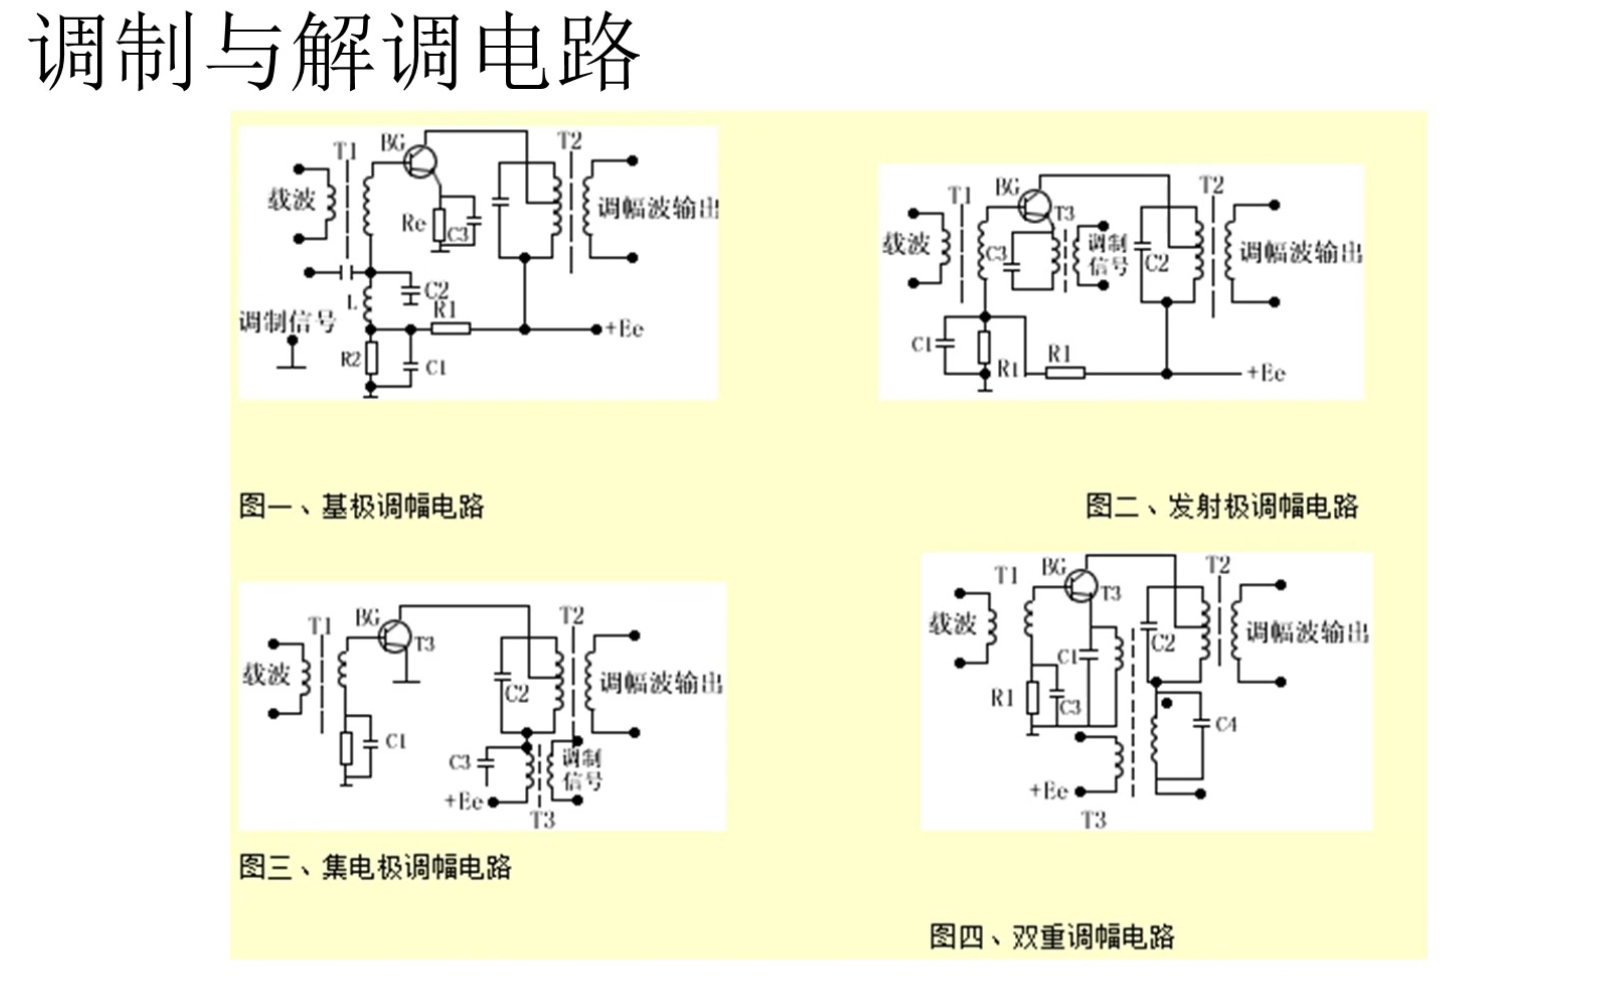 调制与解调电路
T1
BG
T2
载波
Re
C3
调幅波输出
L
C2
R1
调制信号
+Ee
R2
C1
图一、基极调幅电路
T1
BG
T3
T2
载波
C3
调制
信号
C2
调幅波输出
C1
R1
R1
+Ee
图二、发射极调幅电路
T1
BG
T3
T2
载波
C2
调幅波输出
C1
C3
调制
信号
+Ee
T3
图三、集电极调幅电路
T1
BG
T3
T2
载波
C1
C2
调幅波输出
R1
C3
C4
+Ee
T3
图四、双重调幅电路